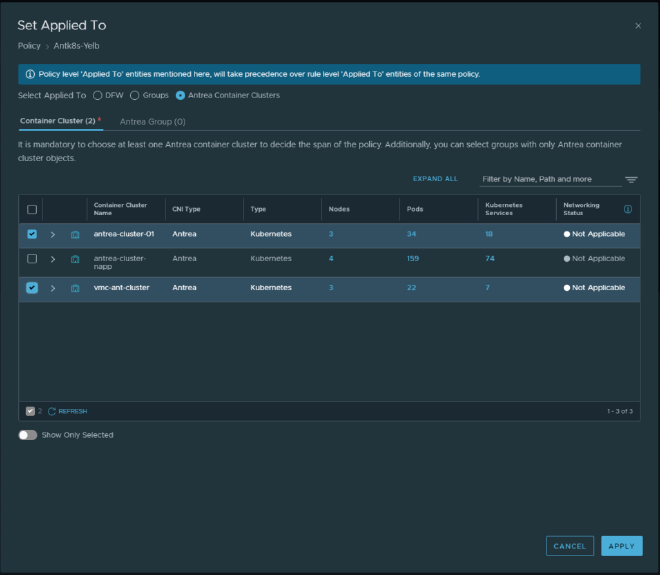 Set Applied To
Policy > Antk8s-Yelb
Policy level 'Applied To' entities mentioned here, will take precedence over rule level 'Applied To' entities of the same policy.
Select Applied To DFW Groups Antrea Container Clusters
Container Cluster (2) * Antrea Group (0)
It is mandatory to choose at least one Antrea container cluster to decide the span of the policy. Additionally, you can select groups with only Antrea container
cluster objects.
EXPAND ALL Filter by Name, Path and more
Container Cluster Name CNI Type Type Nodes Pods Kubernetes Services Networking Status
antrea-cluster-01 Antrea Kubernetes 3 34 18 Not Applicable
antrea-cluster-napp Antrea Kubernetes 4 159 74 Not Applicable
vmc-ant-cluster Antrea Kubernetes 3 22 7 Not Applicable
2 REFRESH 1 - 3 of 3
Show Only Selected
CANCEL APPLY